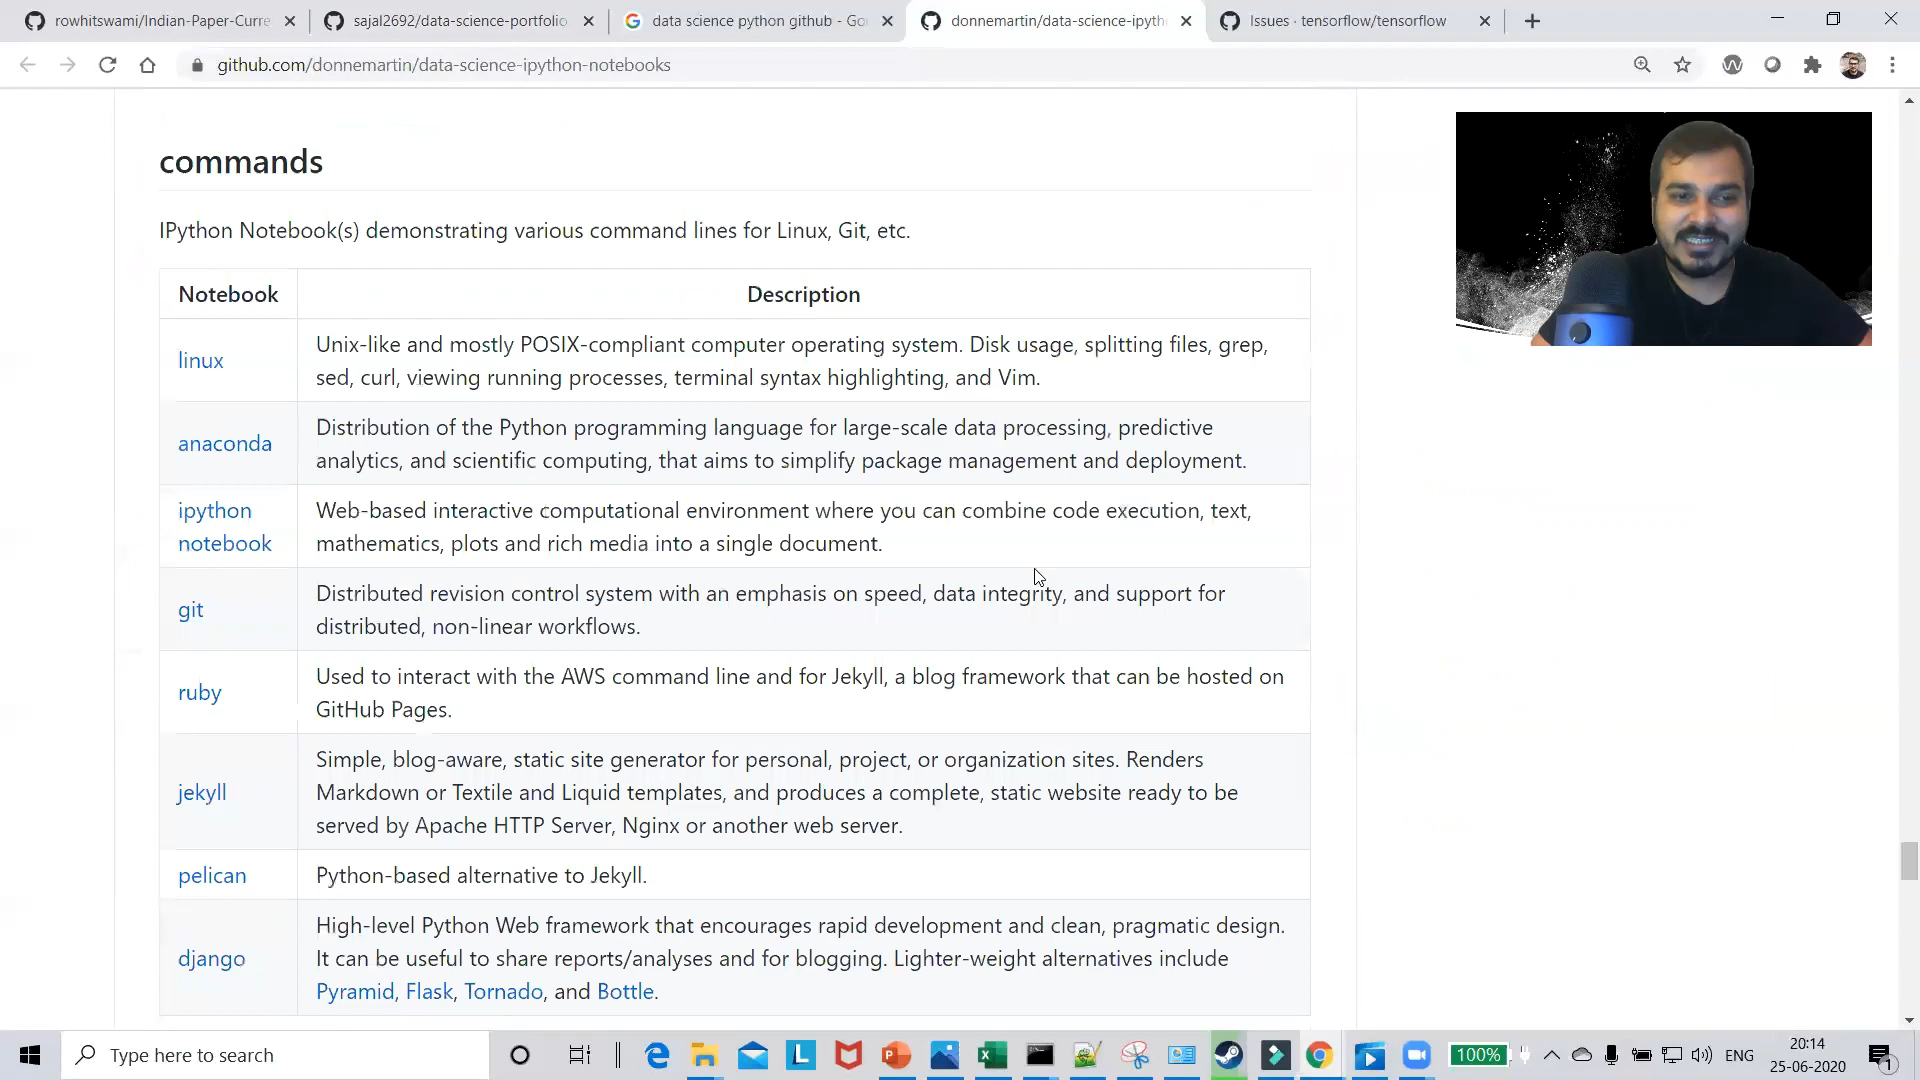 rowhitswami/Indian-Paper-Curre
sajal2692/data-science-portfolio
data science python github - Goo
donnemartin/data-science-ipyth
Issues · tensorflow/tensorflow
github.com/donnemartin/data-science-ipython-notebooks
commands
IPython Notebook(s) demonstrating various command lines for Linux, Git, etc.
Notebook Description
linux
Unix-like and mostly POSIX-compliant computer operating system. Disk usage, splitting files, grep,
sed, curl, viewing running processes, terminal syntax highlighting, and Vim.
anaconda
Distribution of the Python programming language for large-scale data processing, predictive
analytics, and scientific computing, that aims to simplify package management and deployment.
ipython
notebook
Web-based interactive computational environment where you can combine code execution, text,
mathematics, plots and rich media into a single document.
git
Distributed revision control system with an emphasis on speed, data integrity, and support for
distributed, non-linear workflows.
ruby
Used to interact with the AWS command line and for Jekyll, a blog framework that can be hosted on
GitHub Pages.
jekyll
Simple, blog-aware, static site generator for personal, project, or organization sites. Renders
Markdown or Textile and Liquid templates, and produces a complete, static website ready to be
served by Apache HTTP Server, Nginx or another web server.
pelican
Python-based alternative to Jekyll.
django
High-level Python Web framework that encourages rapid development and clean, pragmatic design.
It can be useful to share reports/analyses and for blogging. Lighter-weight alternatives include
Pyramid, Flask, Tornado, and Bottle.
Type here to search
100%
ENG
20:14
25-06-2020
1